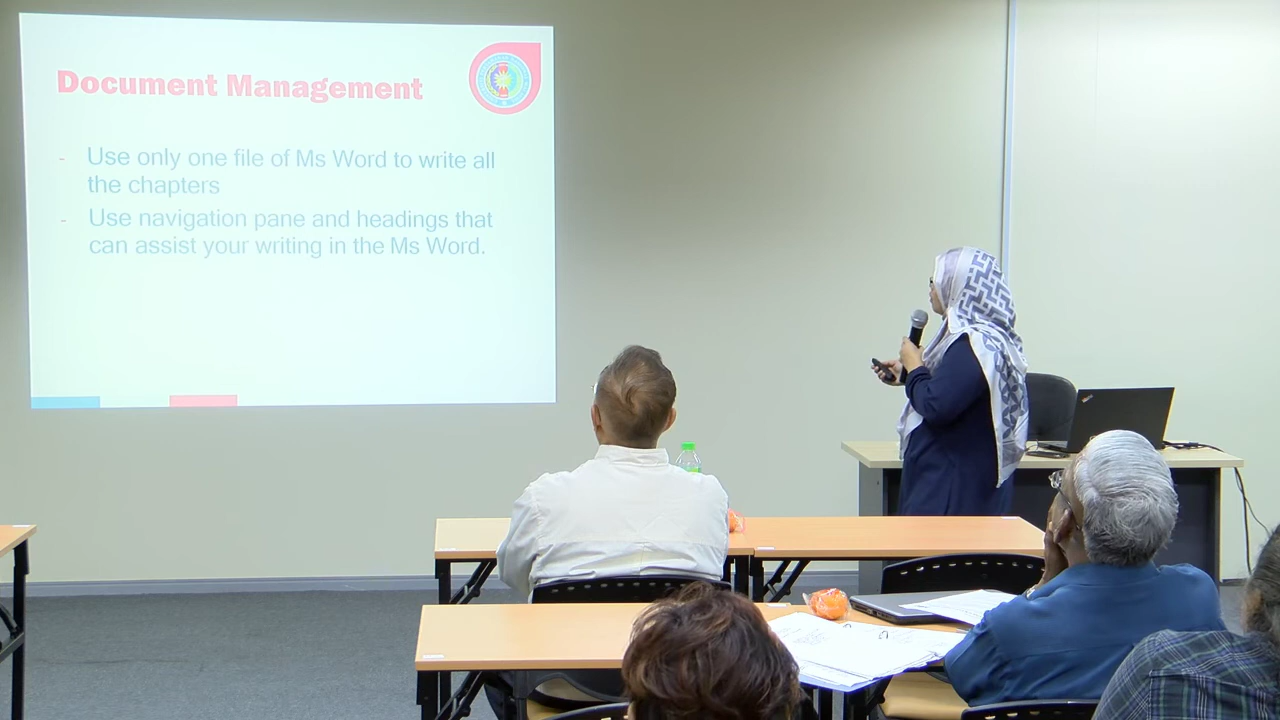 Document Management
- Use only one file of Ms Word to write all
the chapters
- Use navigation pane and headings that
can assist your writing in the Ms Word.